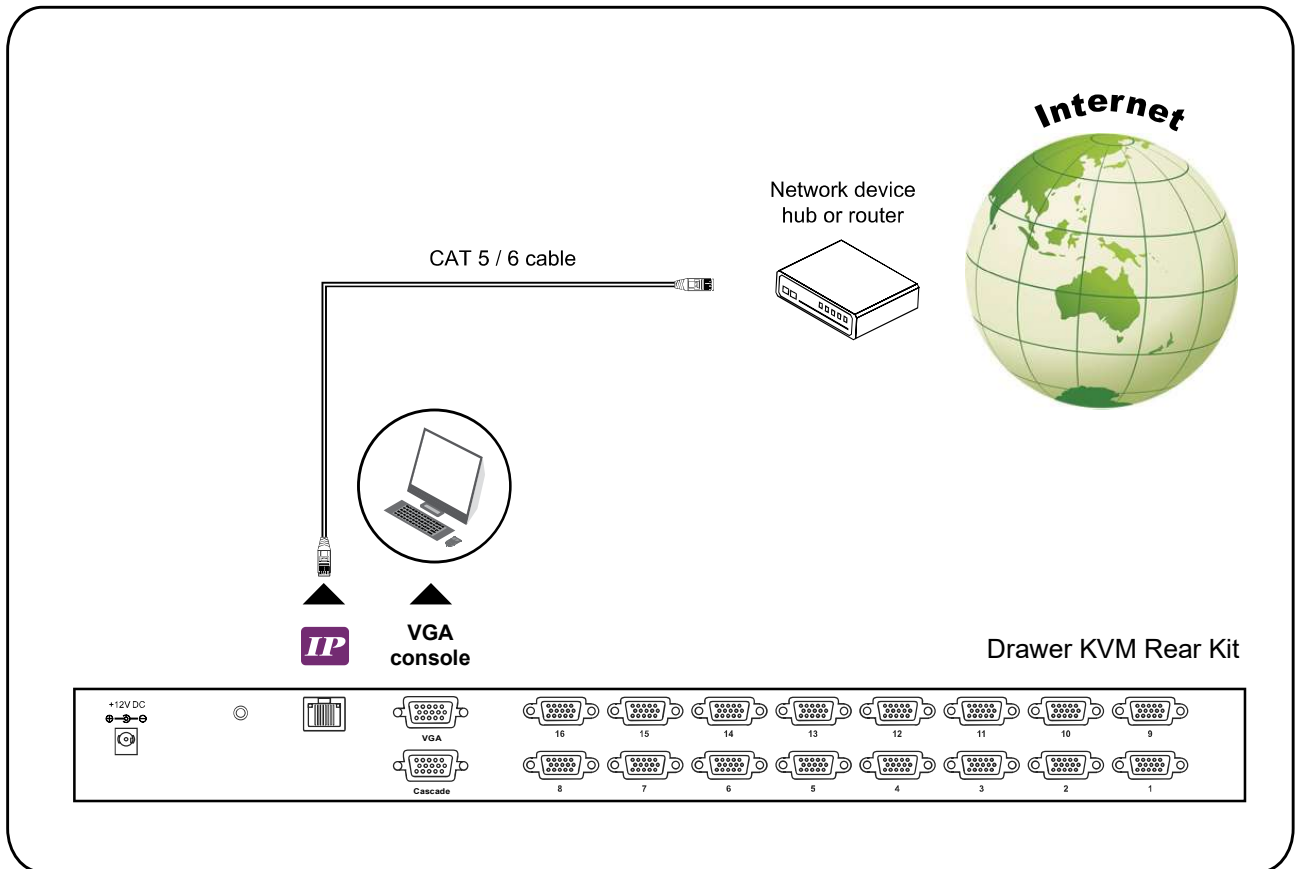 Internet
Network device
hub or router
CAT 5 / 6 cable
IP
VGA
console
Drawer KVM Rear Kit
+12V DC
VGA
16 15 14 13 12 11 10 9
Cascade
8 7 6 5 4 3 2 1